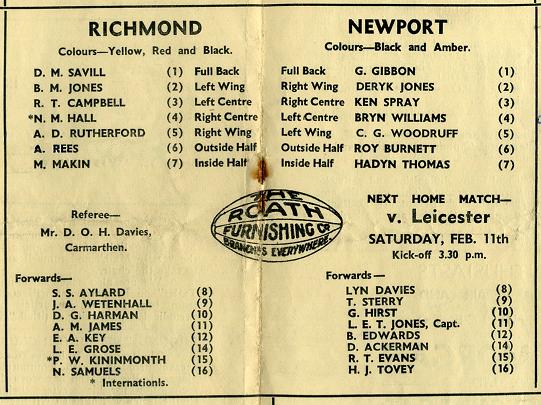 RICHMOND
Colours—Yellow, Red and Black.
D. M. SAVILL (1) Full Back
B. M. JONES (2) Left Wing
R. T. CAMPBELL (3) Left Centre
*N. M. HALL (4) Right Centre
A. D. RUTHERFORD (5) Right Wing
A. REES (6) Outside Half
M. MAKIN (7) Inside Half
NEWPORT
Colours—Black and Amber.
Full Back G. GIBBON (1)
Right Wing DERYK JONES (2)
Right Centre KEN SPRAY (3)
Left Centre BRYN WILLIAMS (4)
Left Wing C. G. WOODRUFF (5)
Outside Half ROY BURNETT (6)
Inside Half HADYN THOMAS (7)
Referee—
Mr. D. O. H. Davies,
Carmarthen.
THE
ROATH
FURNISHING CO
BRANCHES EVERYWHERE.
NEXT HOME MATCH—
v. Leicester
SATURDAY, FEB. 11th
Kick-off 3.30 p.m.
Forwards—
S. S. AYLARD (8)
J. A. WETENHALL (9)
D. G. HARMAN (10)
A. M. JAMES (11)
E. A. KEY (12)
L. E. GROSE (14)
*P. W. KININMONTH (15)
N. SAMUELS (16)
* Internationls.
Forwards—
LYN DAVIES (8)
T. STERRY (9)
G. HIRST (10)
L. E. T. JONES, Capt. (11)
B. EDWARDS (12)
D. ACKERMAN (14)
R. T. EVANS (15)
H. J. TOVEY (16)